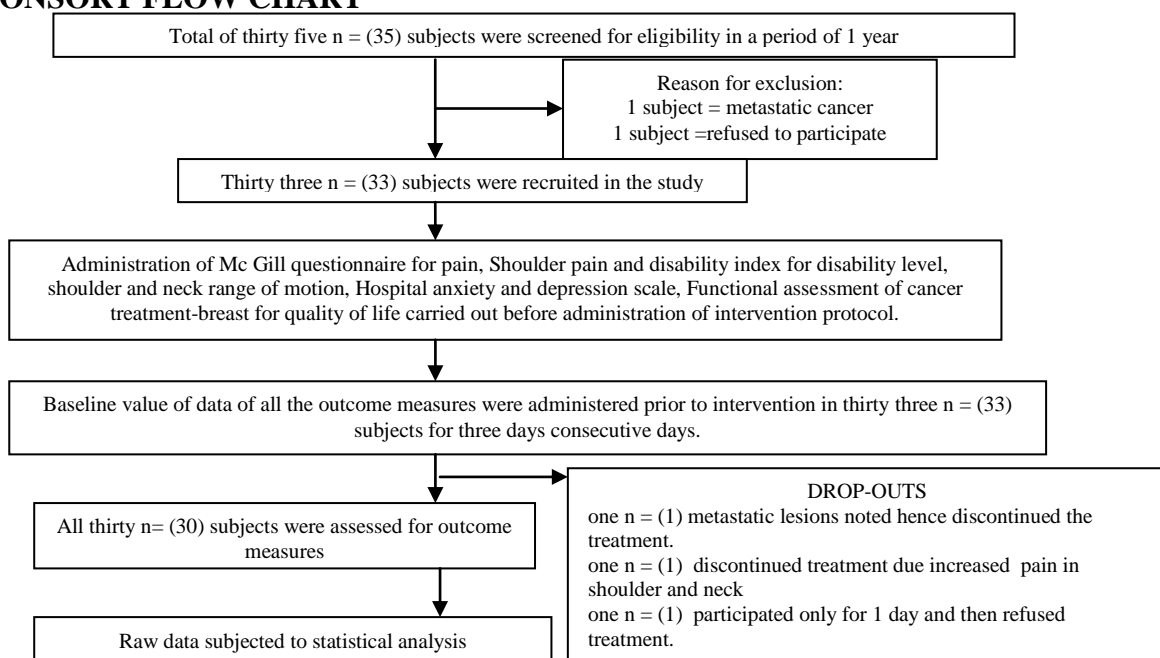 ONSORT FLOW CHART
Total of thirty five n = (35) subjects were screened for eligibility in a period of 1 year
Reason for exclusion:
1 subject = metastatic cancer
1 subject =refused to participate
Thirty three n = (33) subjects were recruited in the study
Administration of Mc Gill questionnaire for pain, Shoulder pain and disability index for disability level,
shoulder and neck range of motion, Hospital anxiety and depression scale, Functional assessment of cancer
treatment-breast for quality of life carried out before administration of intervention protocol.
Baseline value of data of all the outcome measures were administered prior to intervention in thirty three n = (33)
subjects for three days consecutive days.
DROP-OUTS
one n = (1) metastatic lesions noted hence discontinued the
treatment.
one n = (1) discontinued treatment due increased pain in
shoulder and neck
one n = (1) participated only for 1 day and then refused
treatment.
All thirty n= (30) subjects were assessed for outcome
measures
Raw data subjected to statistical analysis